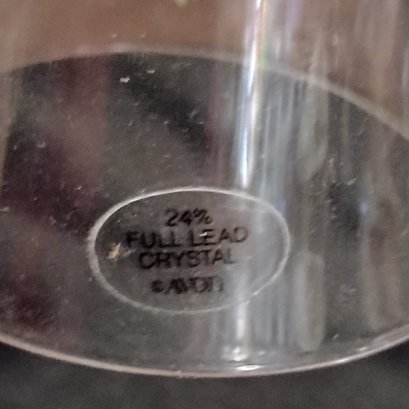 24%
FULL LEAD
CRYSTAL
©AVON